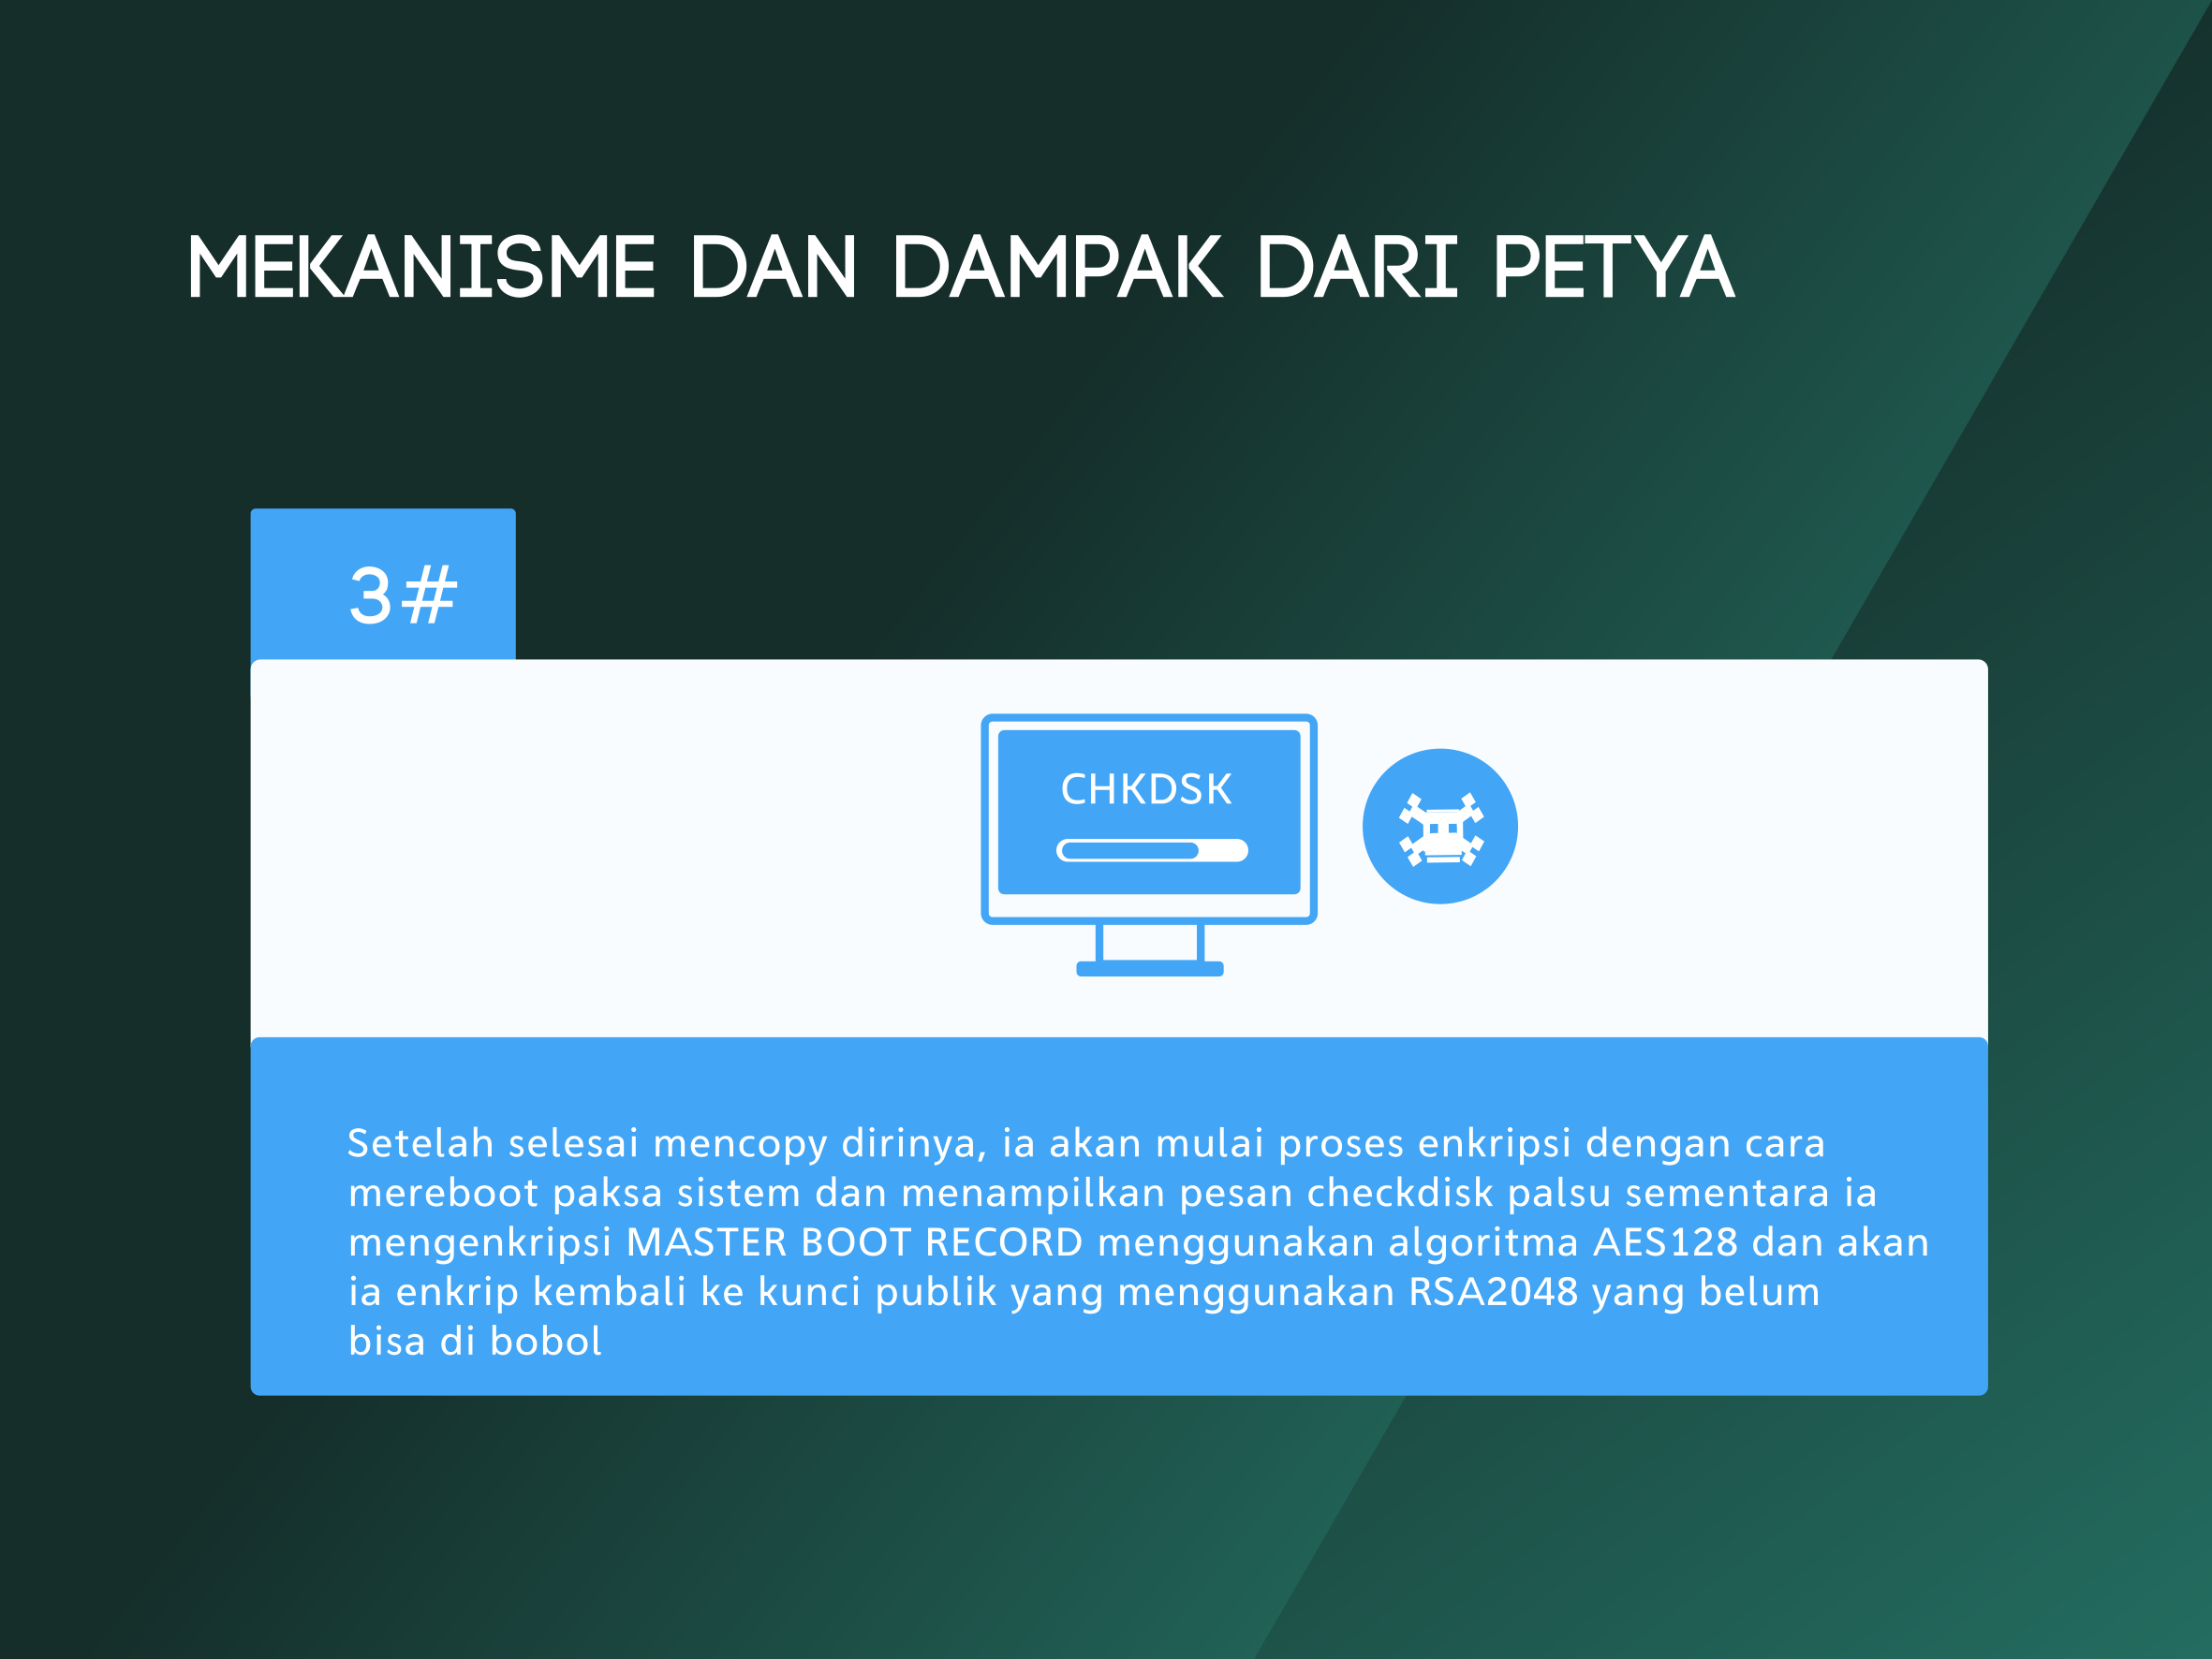 MEKANISME DAN DAMPAK DARI PETYA
3#
CHKDSK
Setelah selesai mencopy dirinya, ia akan mulai proses enkripsi dengan cara
mereboot paksa sistem dan menampilkan pesan checkdisk palsu sementara ia
mengenkripsi MASTER BOOT RECORD menggunakan algoritma AES128 dan akan
ia enkrip kembali ke kunci publik yang menggunakan RSA2048 yang belum
bisa di bobol